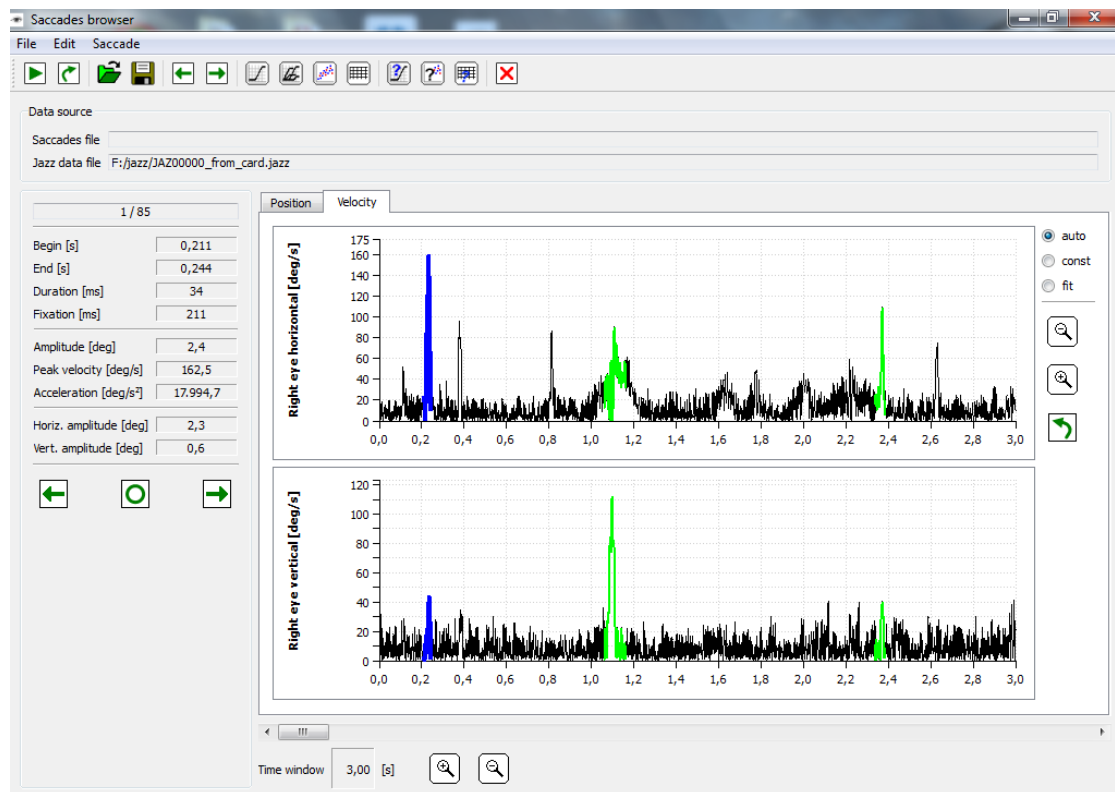 Saccades browser
File Edit Saccade
Data source
Saccades file
Jazz data file F:/jazz/JAZ00000_from_card.jazz
1 / 85
Begin [s] 0,211
End [s] 0,244
Duration [ms] 34
Fixation [ms] 211
Amplitude [deg] 2,4
Peak velocity [deg/s] 162,5
Acceleration [deg/s²] 17.994,7
Horiz. amplitude [deg] 2,3
Vert. amplitude [deg] 0,6
Position Velocity
Right eye horizontal [deg/s]
175
160
140
120
100
80
60
40
20
0
0,0 0,2 0,4 0,6 0,8 1,0 1,2 1,4 1,6 1,8 2,0 2,2 2,4 2,6 2,8 3,0
auto
const
fit
Right eye vertical [deg/s]
120
100
80
60
40
20
0
0,0 0,2 0,4 0,6 0,8 1,0 1,2 1,4 1,6 1,8 2,0 2,2 2,4 2,6 2,8 3,0
Time window 3,00 [s]